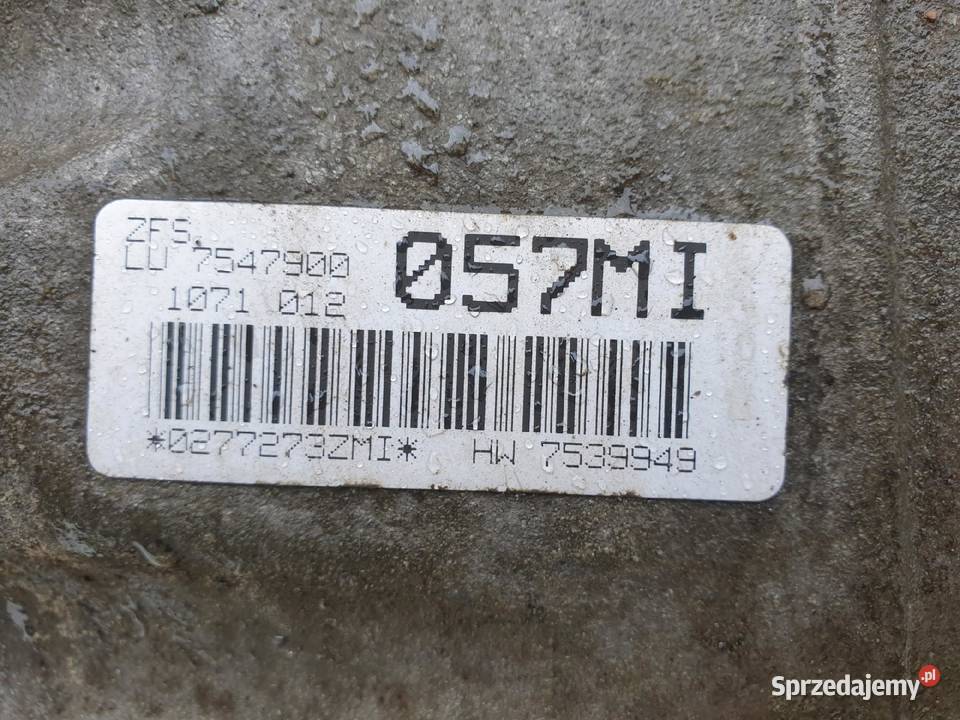 ZFS
LU 7547900
1071 012
057MI
*0277273ZMI* HW 7539949
Sprzedajemy.pl